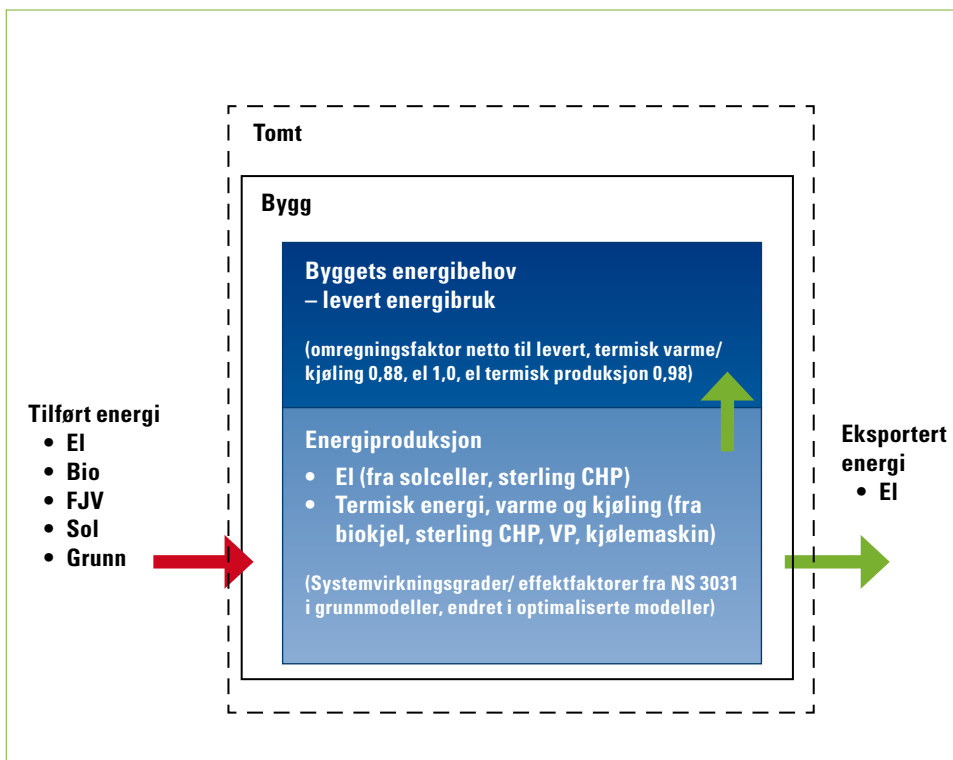 Tomt
Bygg
Byggets energibehov
– levert energibruk
(omregningsfaktor netto til levert, termisk varme/
kjøling 0,88, el 1,0, el termisk produksjon 0,98)
Tilført energi
• El
• Bio
• FJV
• Sol
• Grunn
Energiproduksjon
• El (fra solceller, sterling CHP)
• Termisk energi, varme og kjøling (fra
biokjel, sterling CHP, VP, kjølemaskin)
(Systemvirkningsgrader/ effektfaktorer fra NS 3031
i grunnmodeller, endret i optimaliserte modeller)
Eksportert
energi
• El